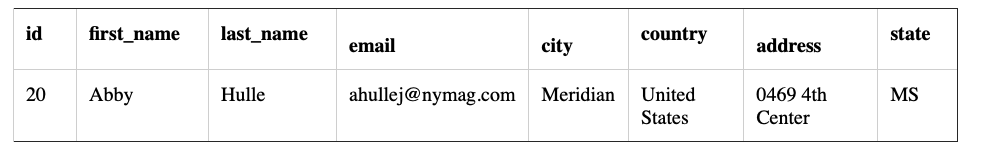 id first_name last_name email city country address state
20 Abby Hulle ahullej@nymag.com Meridian United States 0469 4th Center MS